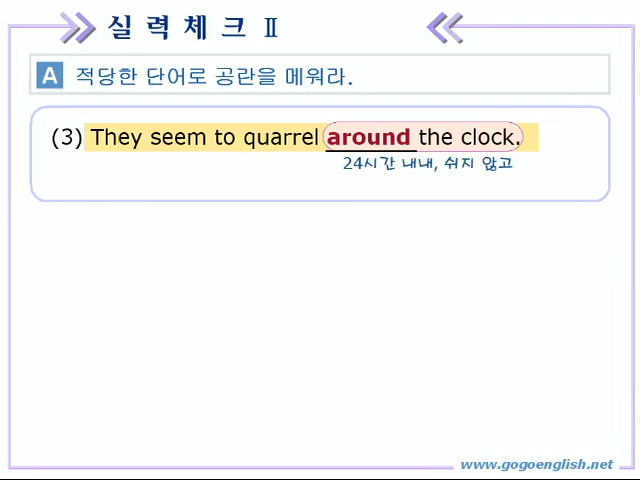 실력체크 Ⅱ
A 적당한 단어로 공란을 메워라.
(3) They seem to quarrel around the clock.
24시간 내내, 쉬지 않고
www.gogoenglish.net